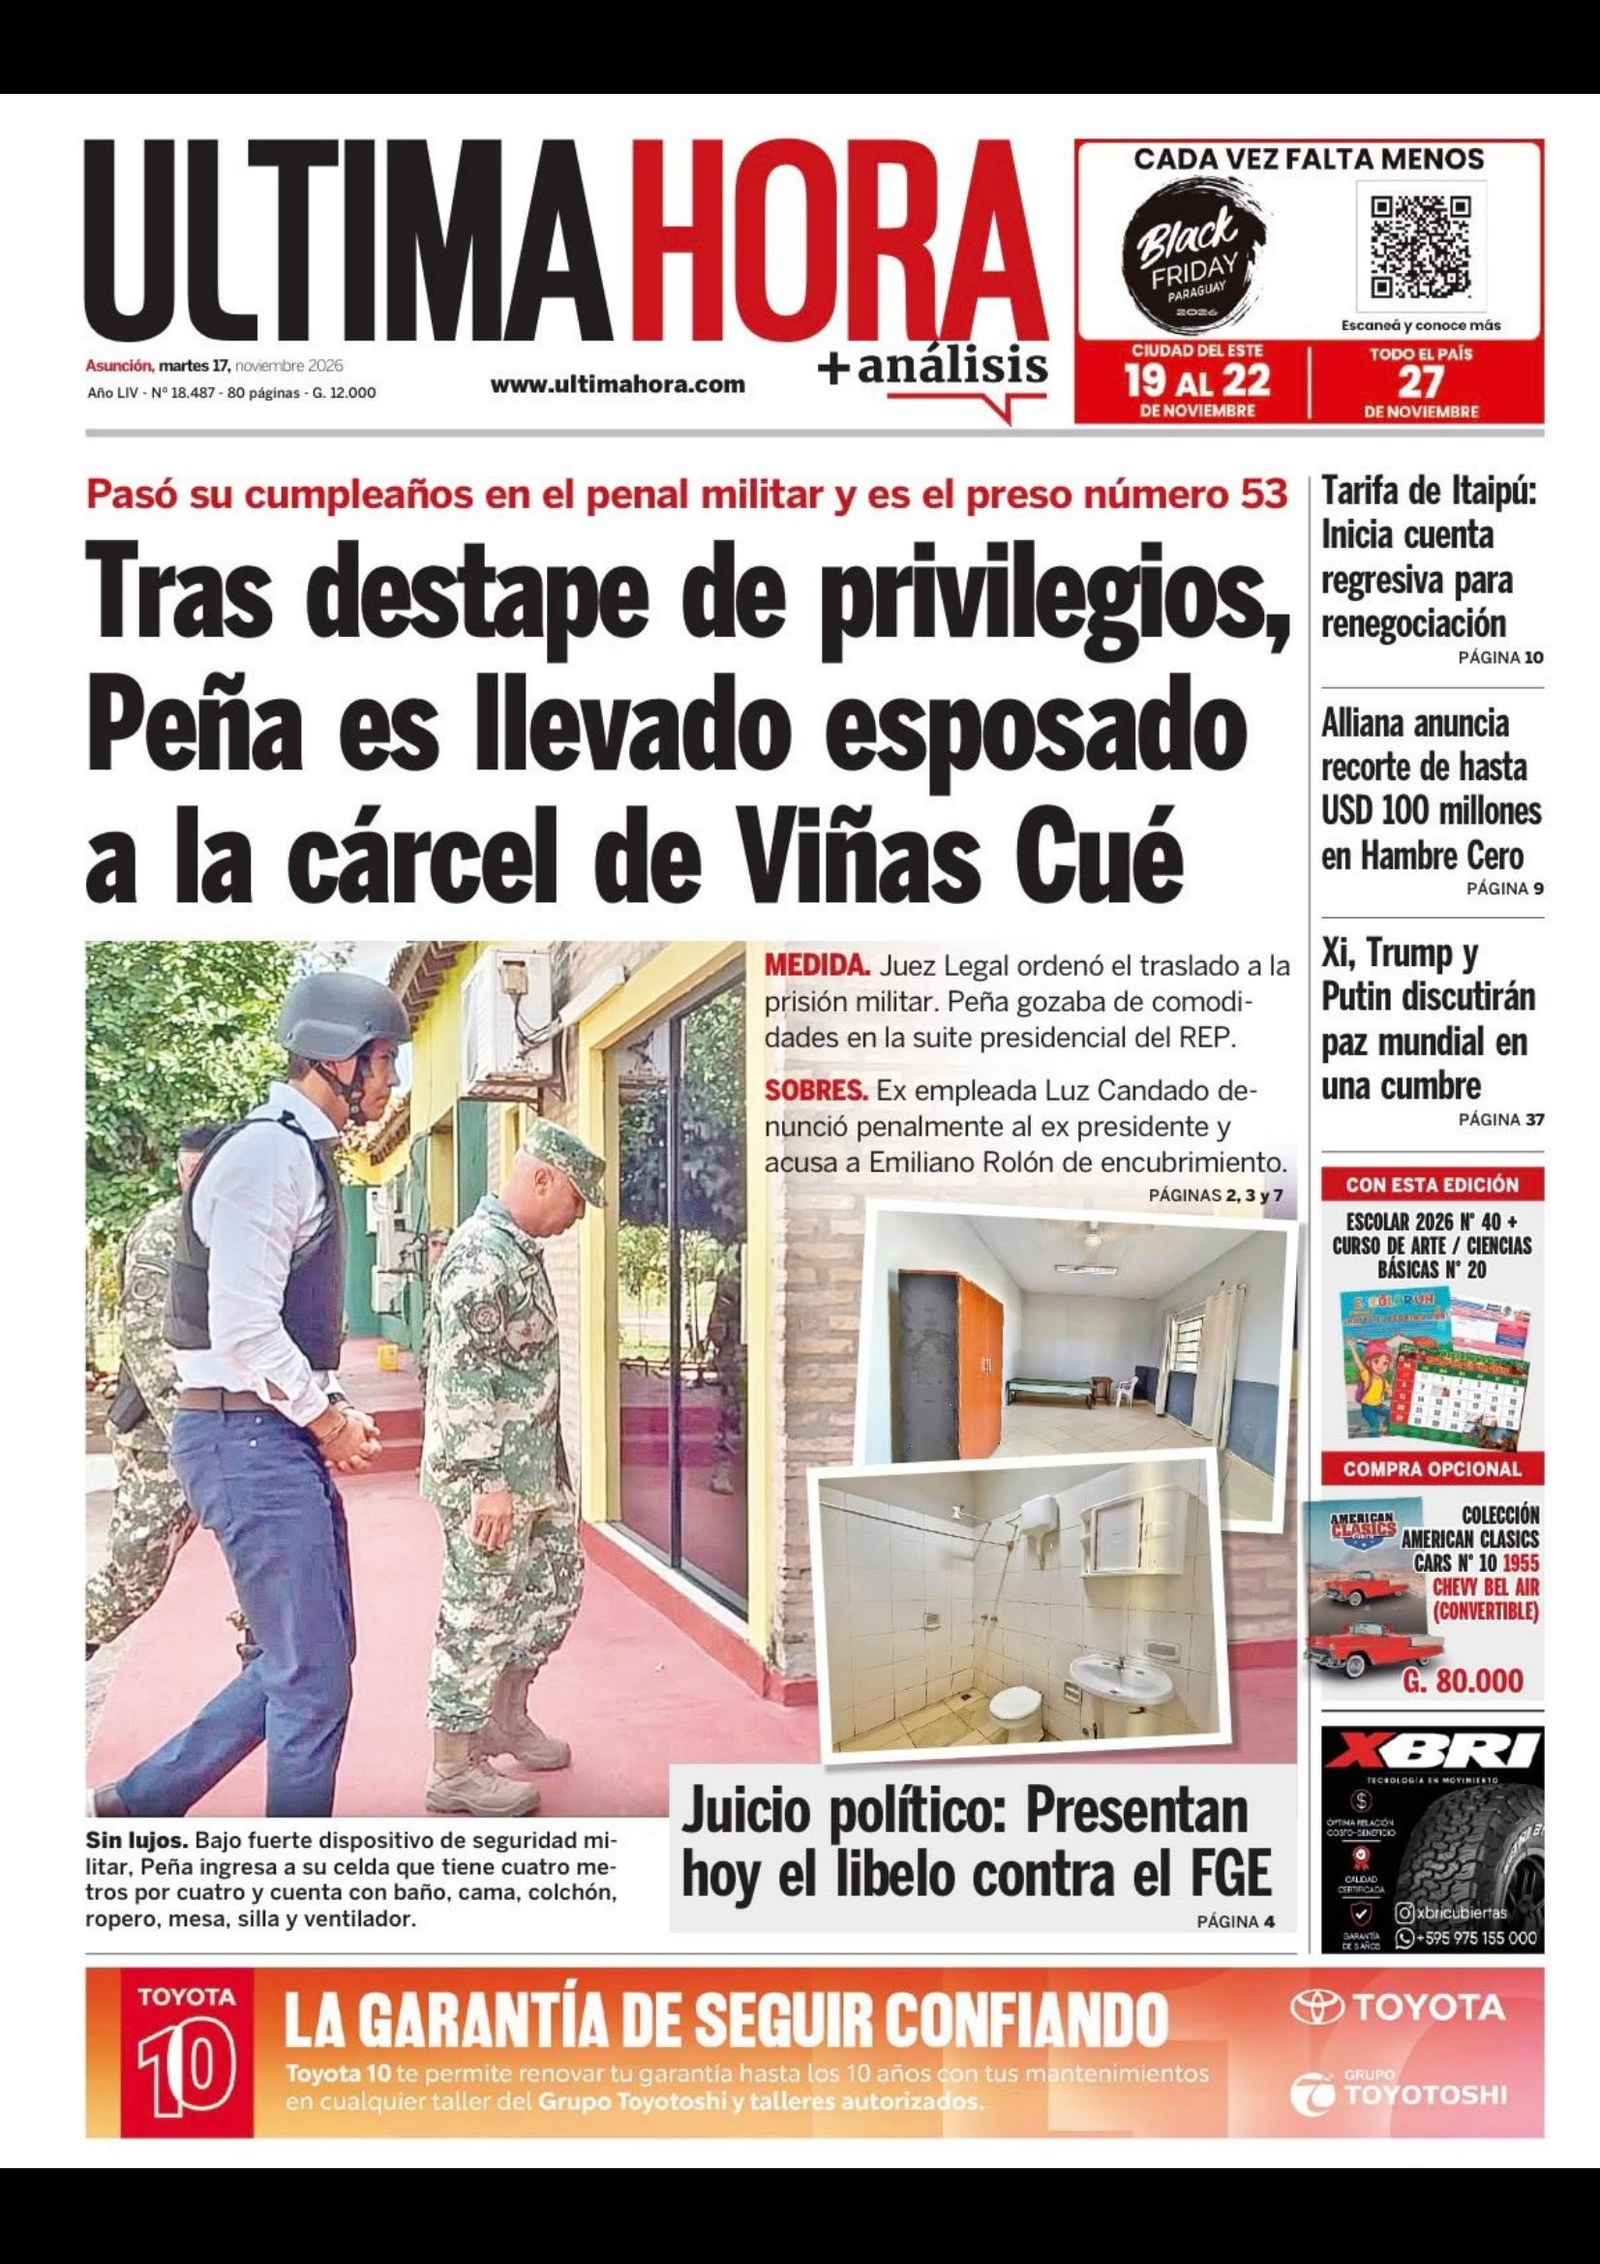 ULTIMA HORA
+análisis
Asunción, martes 17, noviembre 2026
Año LIV - Nº 18.487 - 80 páginas - G. 12.000
www.ultimahora.com
CADA VEZ FALTA MENOS
Black
FRIDAY
PARAGUAY
2026
Escaneá y conoce más
CIUDAD DEL ESTE
19 AL 22
DE NOVIEMBRE
TODO EL PAÍS
27
DE NOVIEMBRE
Pasó su cumpleaños en el penal militar y es el preso número 53
Tras destape de privilegios,
Peña es llevado esposado
a la cárcel de Viñas Cué
MEDIDA. Juez Legal ordenó el traslado a la
prisión militar. Peña gozaba de comodi-
dades en la suite presidencial del REP.
SOBRES. Ex empleada Luz Candado de-
nunció penalmente al ex presidente y
acusa a Emiliano Rolón de encubrimiento.
PÁGINAS 2, 3 y 7
Sin lujos. Bajo fuerte dispositivo de seguridad mi-
litar, Peña ingresa a su celda que tiene cuatro me-
tros por cuatro y cuenta con baño, cama, colchón,
ropero, mesa, silla y ventilador.
Juicio político: Presentan
hoy el libelo contra el FGE
PÁGINA 4
Tarifa de Itaipú:
Inicia cuenta
regresiva para
renegociación
PÁGINA 10
Alliana anuncia
recorte de hasta
USD 100 millones
en Hambre Cero
PÁGINA 9
Xi, Trump y
Putin discutirán
paz mundial en
una cumbre
PÁGINA 37
CON ESTA EDICIÓN
ESCOLAR 2026 N° 40 +
CURSO DE ARTE / CIENCIAS
BÁSICAS N° 20
COMPRA OPCIONAL
AMERICAN
CLASICS
COLECCIÓN
AMERICAN CLASICS
CARS N° 10 1955
CHEVY BEL AIR
(CONVERTIBLE)
G. 80.000
XBRI
TECNOLOGÍA EN MOVIMIENTO
ÓPTIMA RELACIÓN
COSTO-BENEFICIO
CALIDAD
CERTIFICADA
GARANTÍA
DE 5 AÑOS
xbricubiertas
+595 975 155 000
TOYOTA
10
LA GARANTÍA DE SEGUIR CONFIANDO
Toyota 10 te permite renovar tu garantía hasta los 10 años con tus mantenimientos
en cualquier taller del Grupo Toyotoshi y talleres autorizados.
TOYOTA
GRUPO
TOYOTOSHI